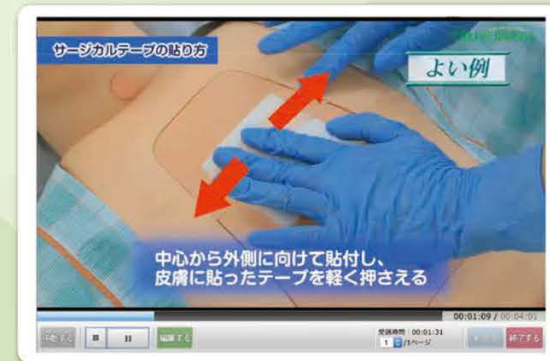 サージカルテープの貼り方
よい例
中心から外側に向けて貼付し、
皮膚に貼ったテープを軽く押さえる
00:01:09 / 00:04:01
受講時間 00:01:31
1 /1ページ
終了する